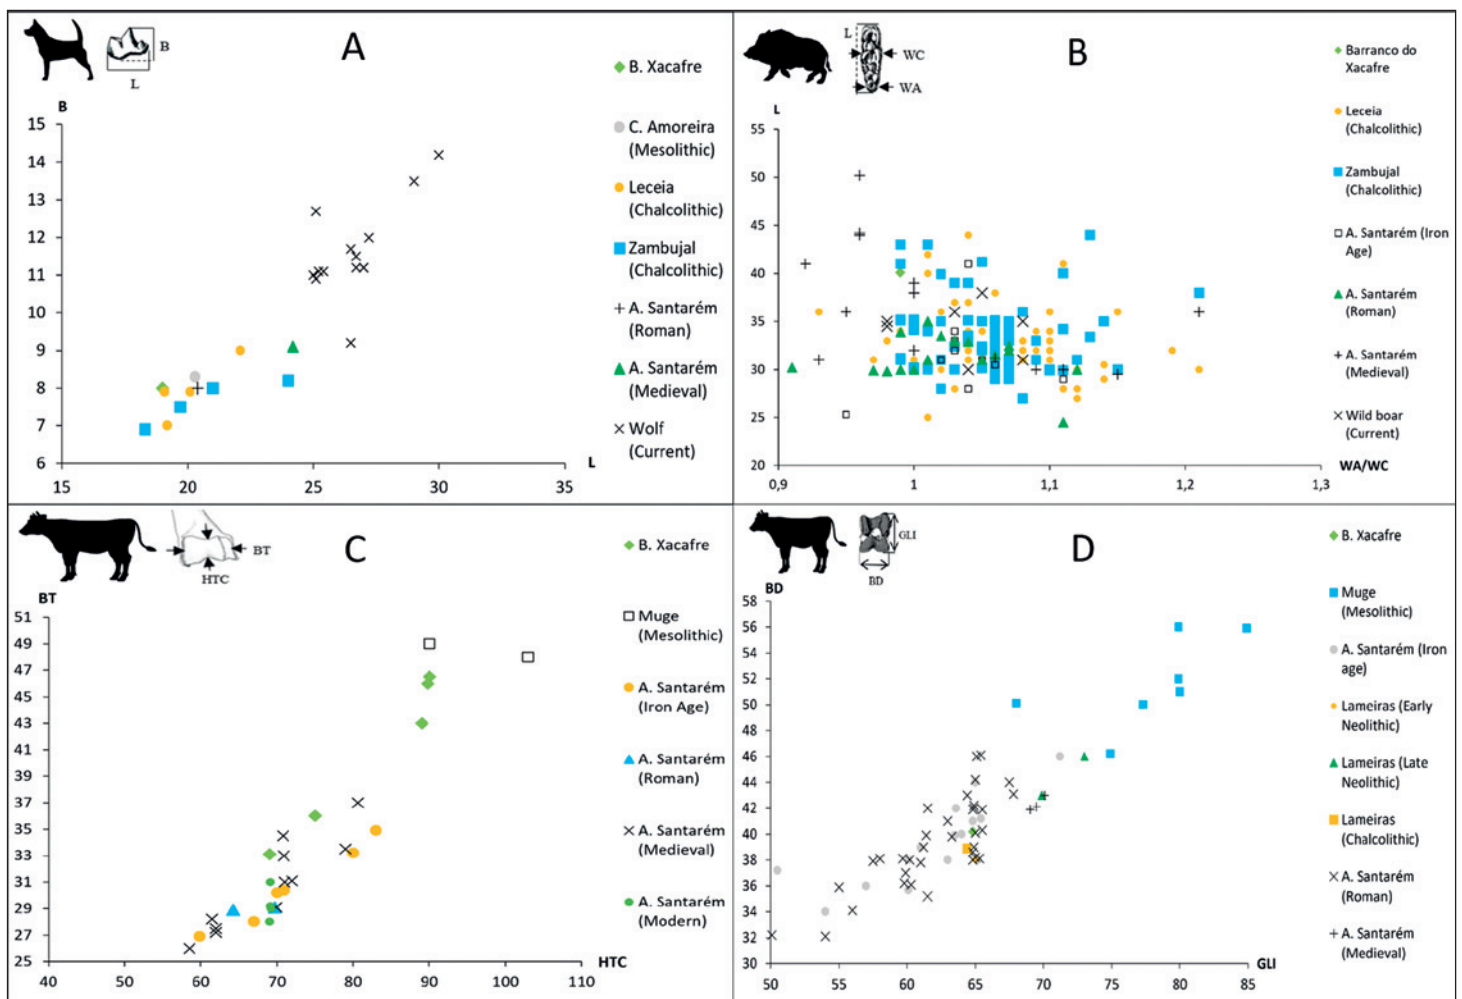 A
B
L
B
15
14
13
12
11
10
9
8
7
6
15
20
25
30
L
35
B. Xacafre
C. Amoreira
(Mesolithic)
Leceia
(Chalcolithic)
Zambujal
(Chalcolithic)
A. Santarém
(Roman)
A. Santarém
(Medieval)
Wolf
(Current)
B
L
WC
WA
L
55
50
45
40
35
30
25
20
0,9
1
1,1
1,2
1,3
WA/WC
Barranco do
Xacafre
Leceia
(Chalcolithic)
Zambujal
(Chalcolithic)
A. Santarém (Iron
Age)
A. Santarém
(Roman)
A. Santarém
(Medieval)
Wild boar
(Current)
C
BT
HTC
BT
51
49
47
45
43
41
39
37
35
33
31
29
27
25
40
50
60
70
80
90
100
110
HTC
B. Xacafre
Muge
(Mesolithic)
A. Santarém
(Iron Age)
A. Santarém
(Roman)
A. Santarém
(Medieval)
A. Santarém
(Modern)
D
GLI
BD
BD
58
56
54
52
50
48
46
44
42
40
38
36
34
32
30
50
55
60
65
70
75
80
85
GLI
B. Xacafre
Muge
(Mesolithic)
A. Santarém (Iron
age)
Lameiras (Early
Neolithic)
Lameiras (Late
Neolithic)
Lameiras
(Chalcolithic)
A. Santarém
(Roman)
A. Santarém
(Medieval)